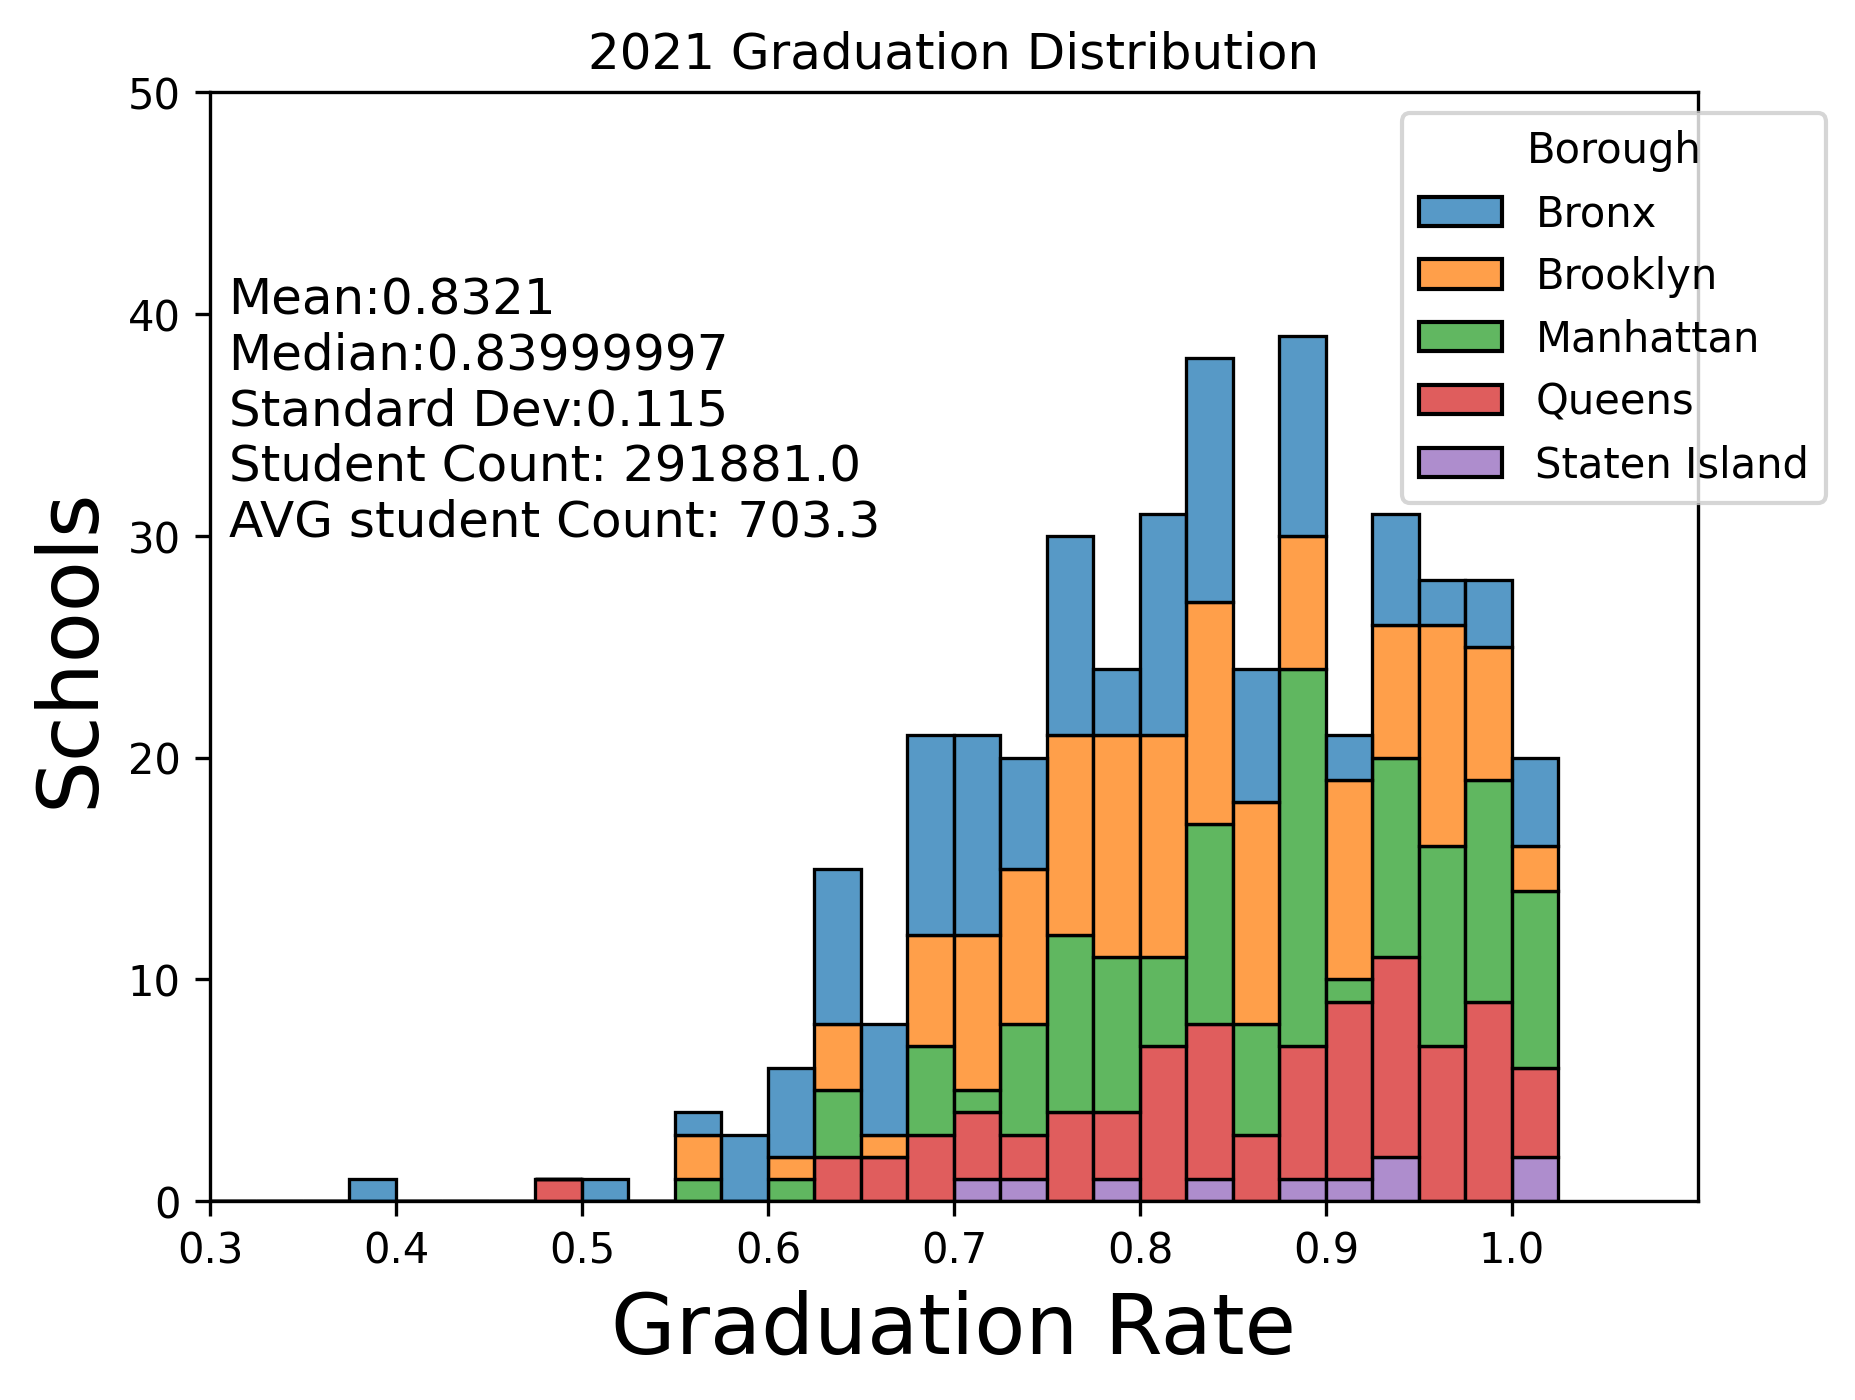 2021 Graduation Distribution
50
40
30
20
10
0
Schools
Mean:0.8321
Median:0.83999997
Standard Dev:0.115
Student Count: 291881.0
AVG student Count: 703.3
Borough
Bronx
Brooklyn
Manhattan
Queens
Staten Island
0.3 0.4 0.5 0.6 0.7 0.8 0.9 1.0
Graduation Rate